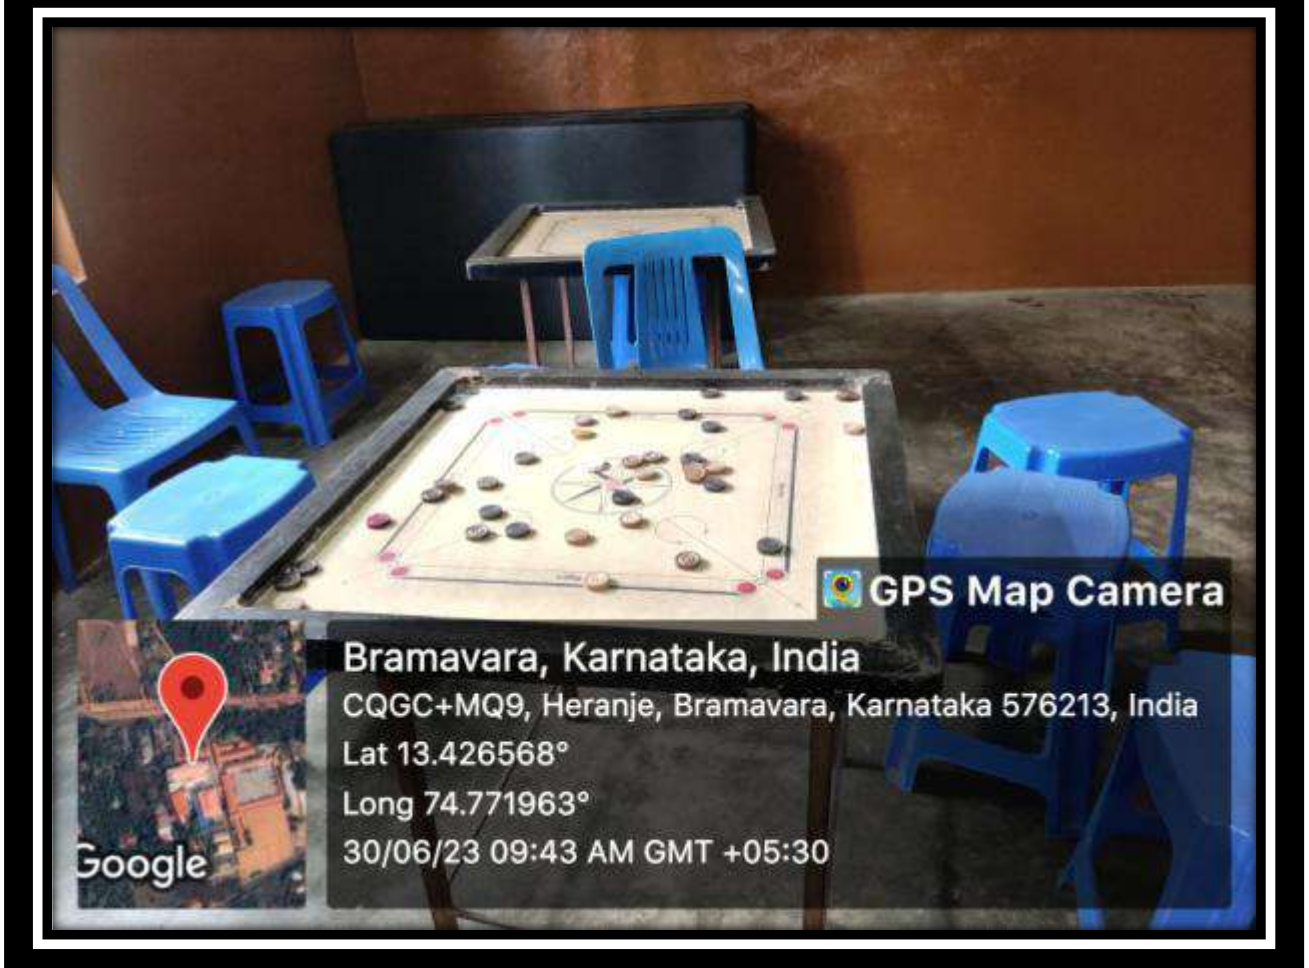 GPS Map Camera
Bramavara, Karnataka, India
CQGC+MQ9, Heranje, Bramavara, Karnataka 576213, India
Lat 13.426568°
Long 74.771963°
30/06/23 09:43 AM GMT +05:30
Google